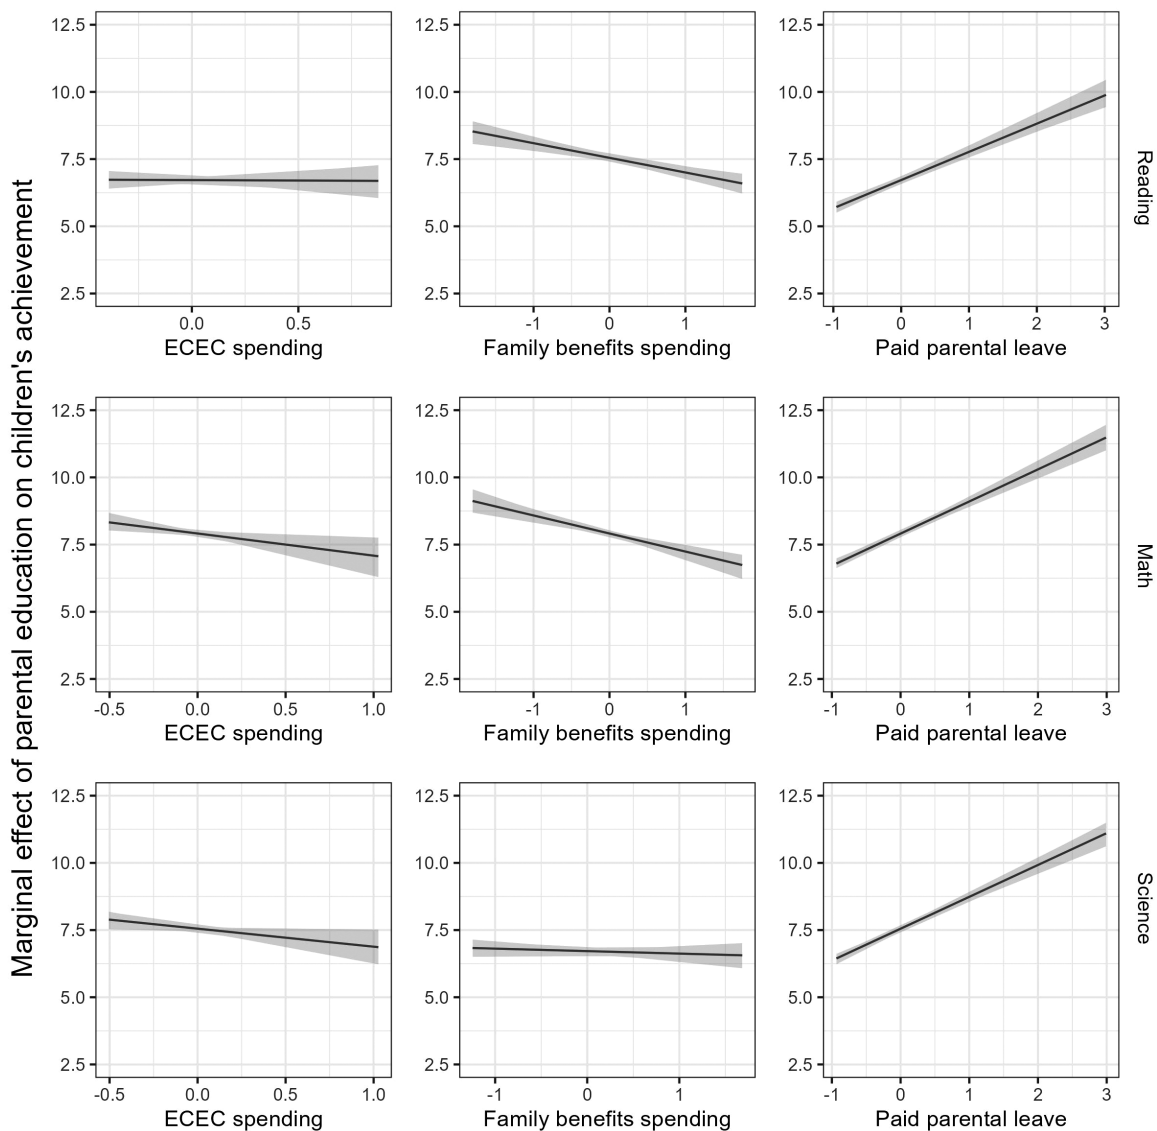 Marginal effect of parental education on children's achievement
12.5
10.0
7.5
5.0
2.5
0.0 0.5
ECEC spending
12.5
10.0
7.5
5.0
2.5
-1 0 1
Family benefits spending
12.5
10.0
7.5
5.0
2.5
-1 0 1 2 3
Paid parental leave
Reading
12.5
10.0
7.5
5.0
2.5
-0.5 0.0 0.5 1.0
ECEC spending
12.5
10.0
7.5
5.0
2.5
-1 0 1
Family benefits spending
12.5
10.0
7.5
5.0
2.5
-1 0 1 2 3
Paid parental leave
Math
12.5
10.0
7.5
5.0
2.5
-0.5 0.0 0.5 1.0
ECEC spending
12.5
10.0
7.5
5.0
2.5
-1 0 1
Family benefits spending
12.5
10.0
7.5
5.0
2.5
-1 0 1 2 3
Paid parental leave
Science